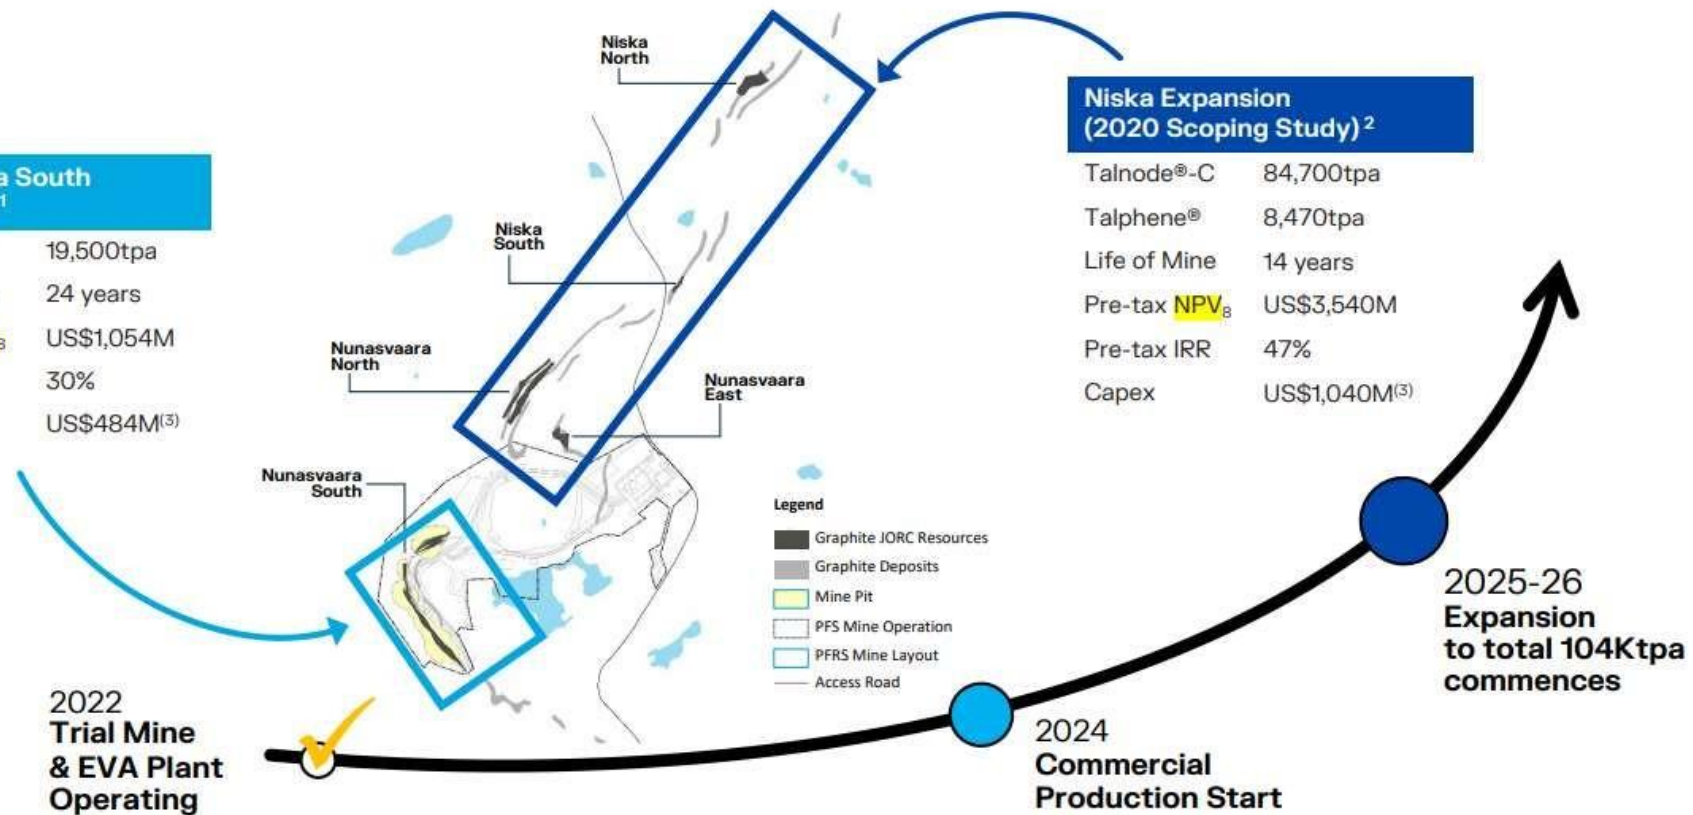 a South
1
19,500tpa
24 years
8 US$1,054M
30%
US$484M(3)
Niska
North
Niska
South
Nunasvaara
North
Nunasvaara
East
Nunasvaara
South
Niska Expansion
(2020 Scoping Study) 2
Talnode®-C 84,700tpa
Talphene® 8,470tpa
Life of Mine 14 years
Pre-tax NPV8 US$3,540M
Pre-tax IRR 47%
Capex US$1,040M(3)
Legend
Graphite JORC Resources
Graphite Deposits
Mine Pit
PFS Mine Operation
PFRS Mine Layout
Access Road
2022
Trial Mine
& EVA Plant
Operating
2024
Commercial
Production Start
2025-26
Expansion
to total 104Ktpa
commences